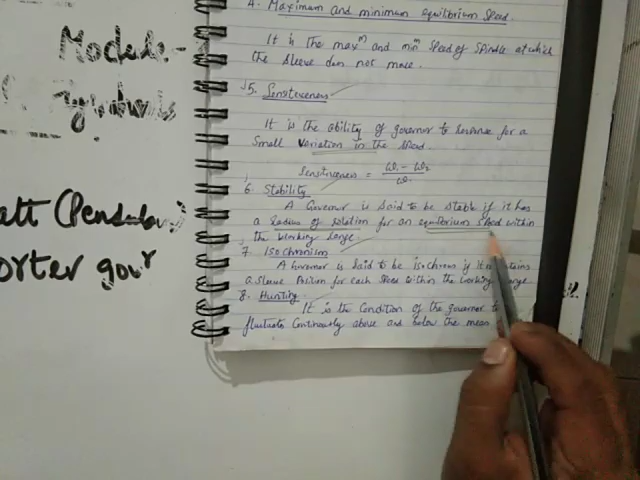 Module-
att (Pendulum)
orter gov^r
4. Maximum and minimum equilibrium Speed.
It is the max^m and min^m Speed of Spindle at which
the Sleeve does not move.
5. Sensitiveness
It is the ability of governor to for a
Small variation in the Speed.
Sensitiveness = ω₁ - ω₂ / ω
6. Stability
A Governor is Said to be Stable if it has
a Radius of rotation for an equilibrium Speed within
the working range.
7. Isochronism
A Governor is Said to be isochronous if it
a Sleeve Position for each Speed within the working range
8. Hunting
It is the Condition of the governor to
fluctuate Continuously above and below the mean